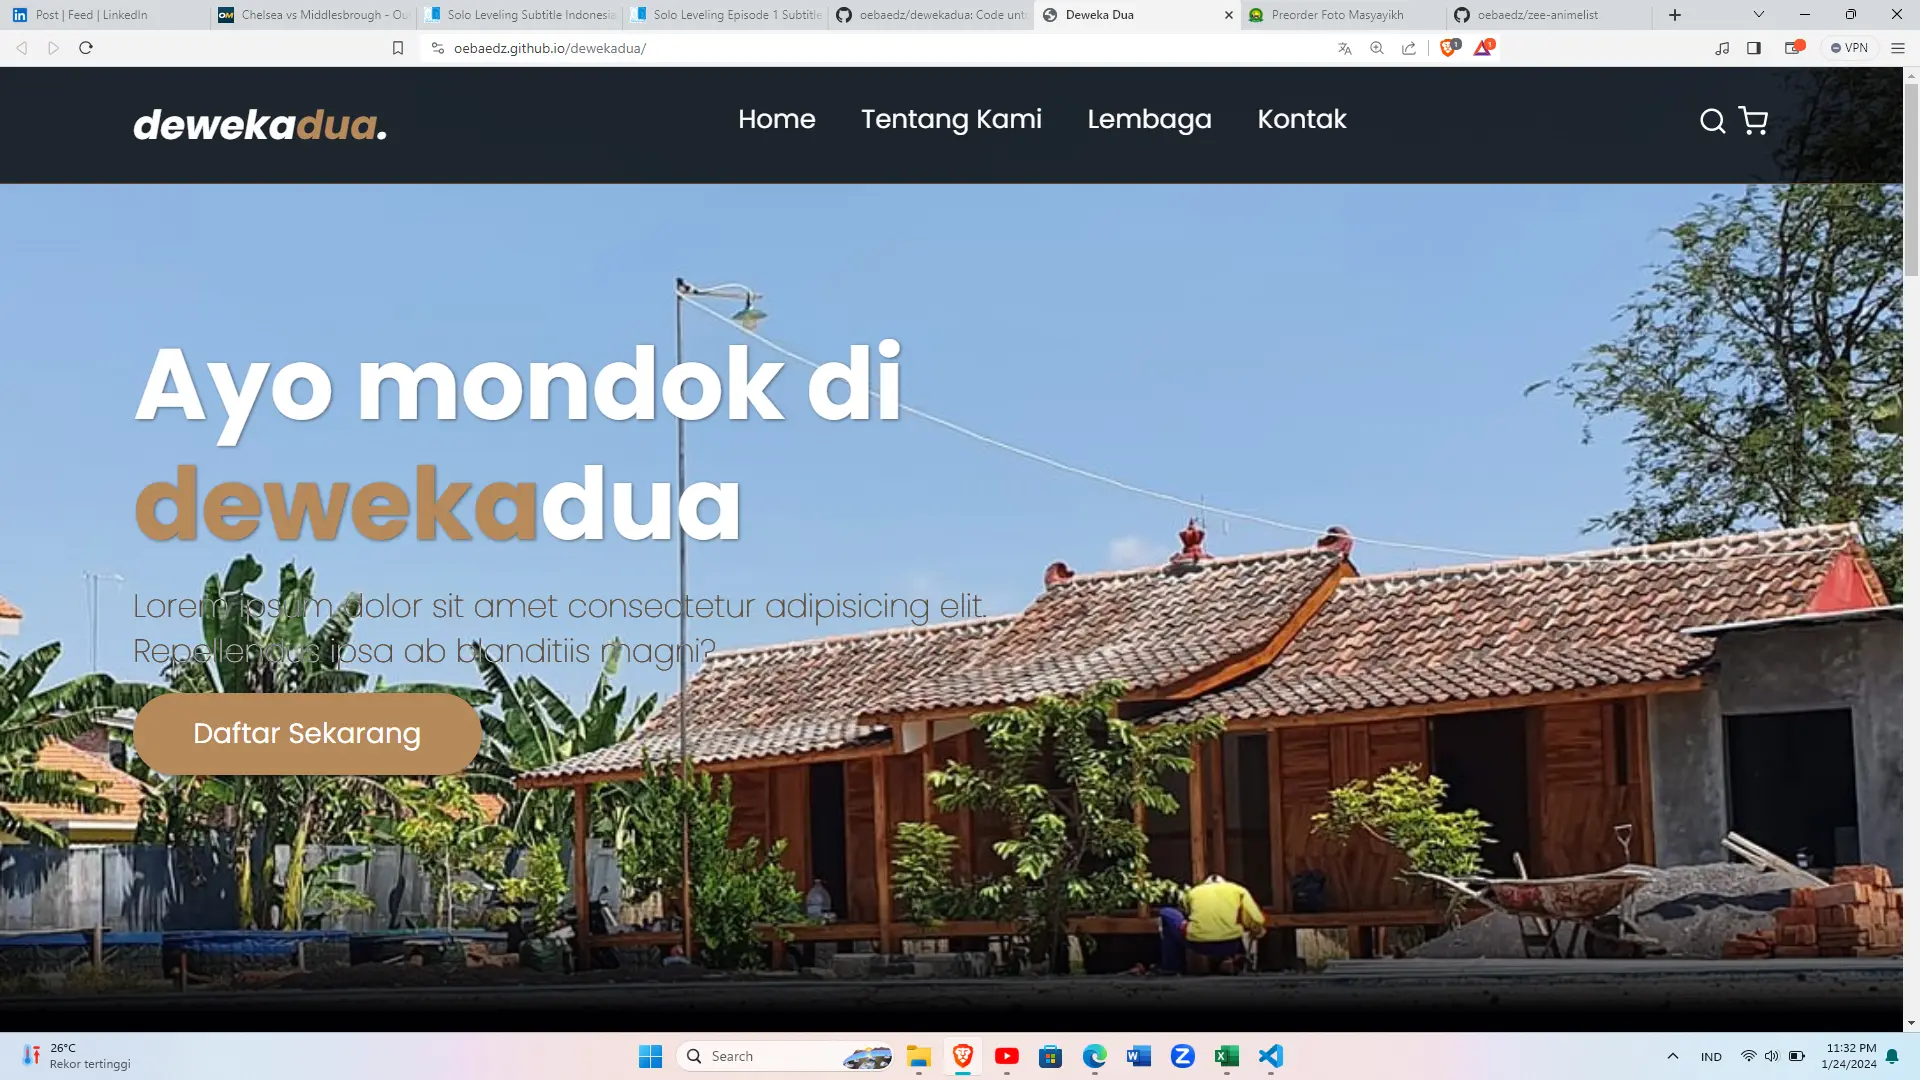 Post | Feed | LinkedIn
Chelsea vs Middlesbrough - Ou
Solo Leveling Subtitle Indonesia
Solo Leveling Episode 1 Subtitle
oebaedz/dewekadua: Code unt
Deweka Dua
Preorder Foto Masyayikh
oebaedz/zee-animelist
oebaedz.github.io/dewekadua/
1
1
VPN
dewekadua.
Home
Tentang Kami
Lembaga
Kontak
Ayo mondok di
dewekadua
Lorem ipsum dolor sit amet consectetur adipisicing elit.
Repellendus ipsa ab blanditiis magni?
Daftar Sekarang
26°C
Rekor tertinggi
Search
IND
11:32 PM
1/24/2024